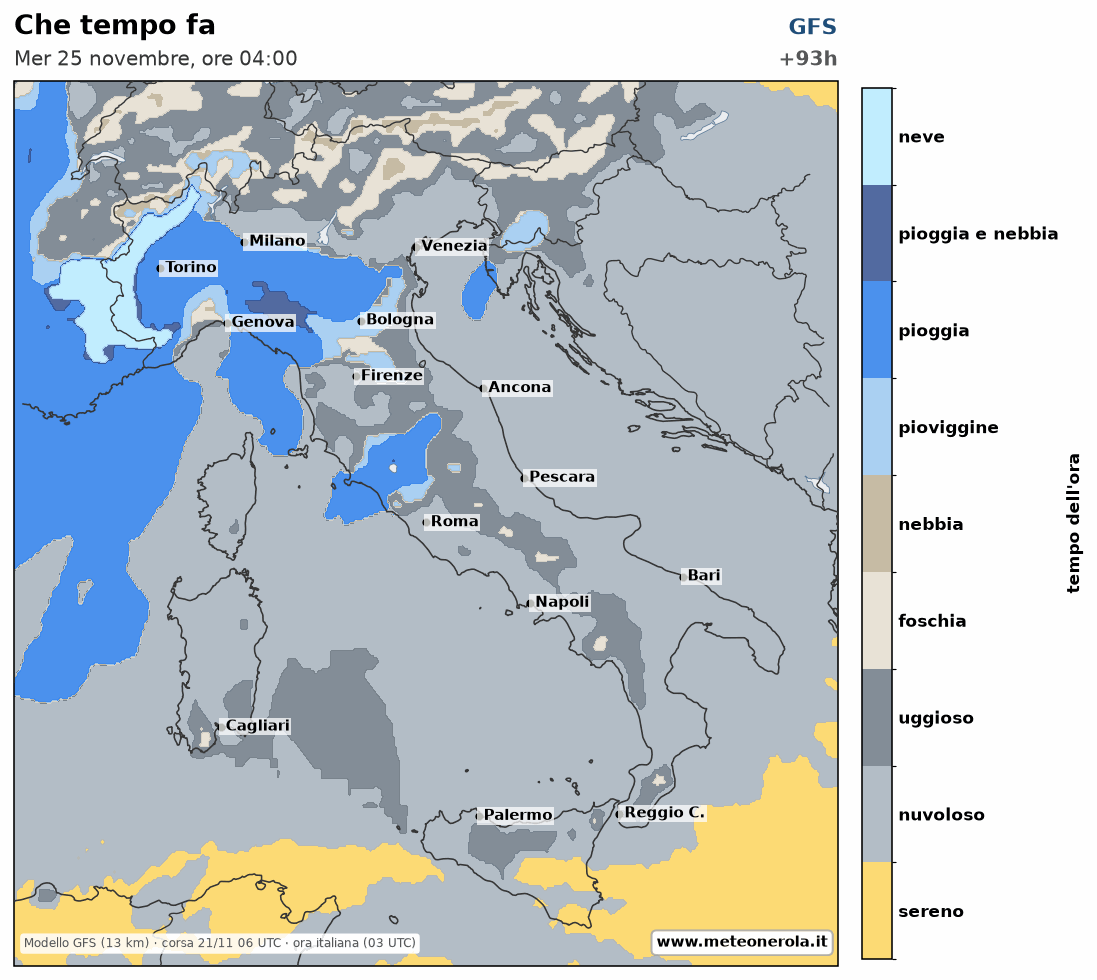 Che tempo fa
GFS
Mer 25 novembre, ore 04:00
+93h
neve
pioggia e nebbia
pioggia
pioviggine
nebbia
foschia
uggioso
nuvoloso
sereno
tempo dell'ora
Milano
Venezia
Torino
Genova
Bologna
Firenze
Ancona
Pescara
Roma
Bari
Napoli
Cagliari
Palermo
Reggio C.
Modello GFS (13 km) · corsa 21/11 06 UTC · ora italiana (03 UTC)
www.meteonerola.it